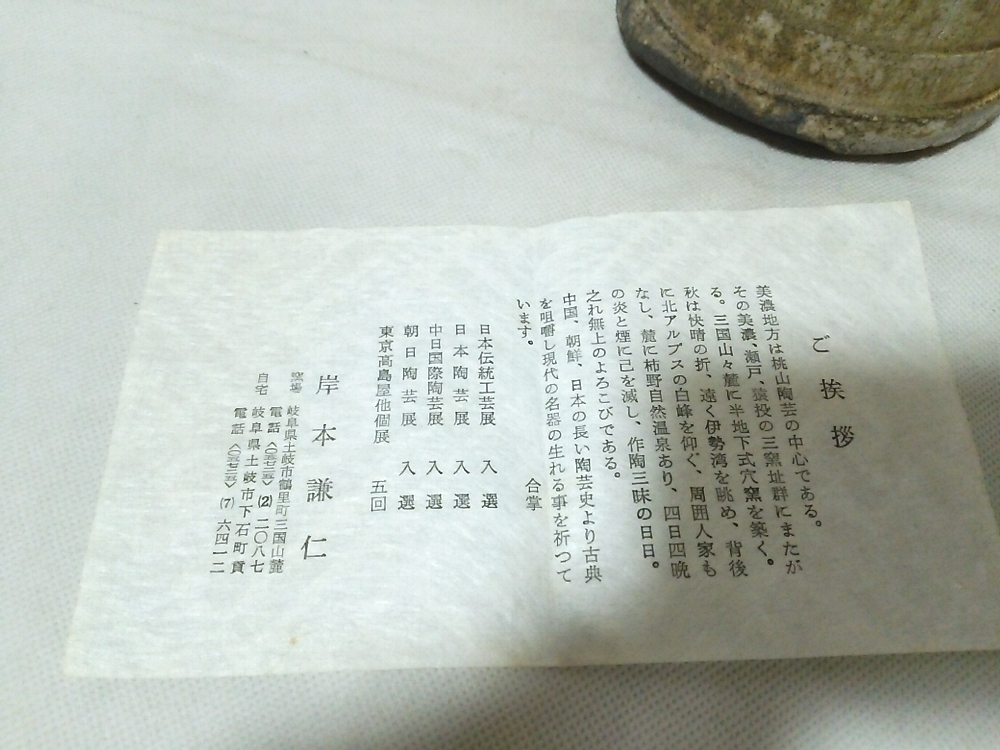 ご挨拶
美濃地方は桃山陶芸の中心である。
その美濃、瀬戸、猿投の三窯址群にまたが
る。三国山々麓に半地下式穴窯を築く。
秋は快晴の折、遠く伊勢湾を眺め、背後
に北アルプスの白峰を仰ぐ、周囲人家も
なし、麓に柿野自然温泉あり、四日四晩
の炎と煙に己を滅し、作陶三昧の日日。
之れ無上のよろこびである。
中国、朝鮮、日本の長い陶芸史より古典
を咀嚼し現代の名器の生れる事を祈つて
います。
合掌
日本伝統工芸展 入選
日本陶芸展 入選
中日国際陶芸展 入選
朝日陶芸展 入選
東京高島屋他個展 五回
岸本謙仁
窯場 岐阜県土岐市鶴里町三国山麓
電話〈〇五七二五〉(2)二〇八七
自宅 岐阜県土岐市下石町貢
電話〈〇五七二五〉(7)六四一二